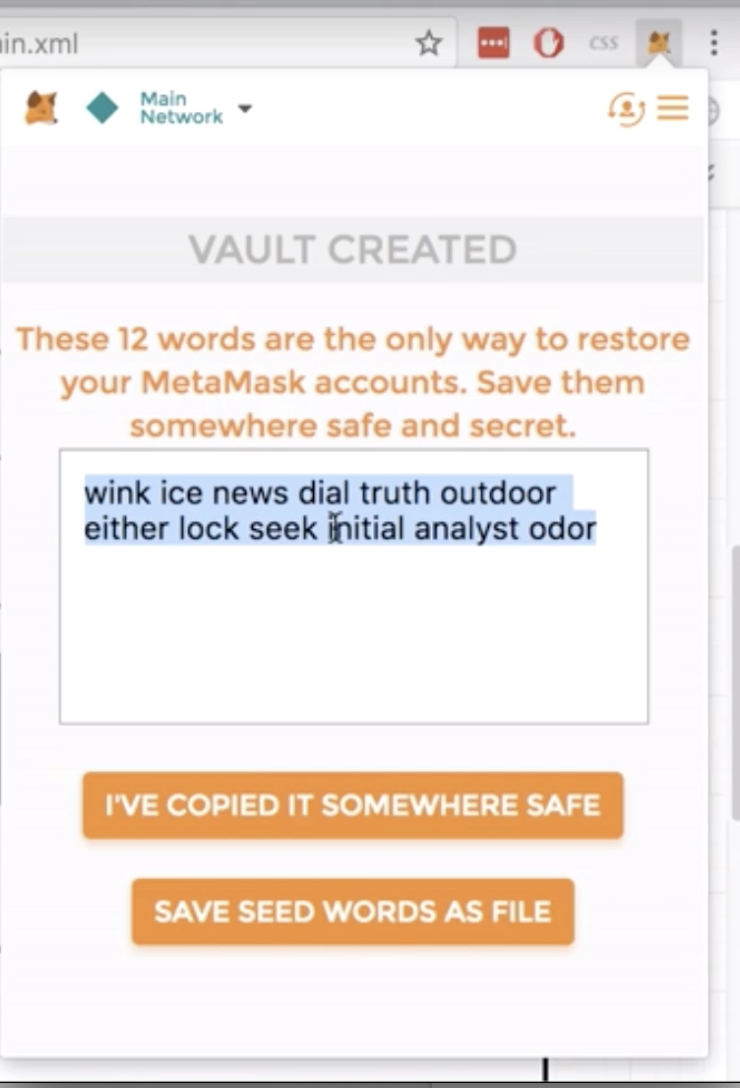 in.xml
CSS
Main
Network
VAULT CREATED
These 12 words are the only way to restore
your MetaMask accounts. Save them
somewhere safe and secret.
wink ice news dial truth outdoor
either lock seek initial analyst odor
I'VE COPIED IT SOMEWHERE SAFE
SAVE SEED WORDS AS FILE